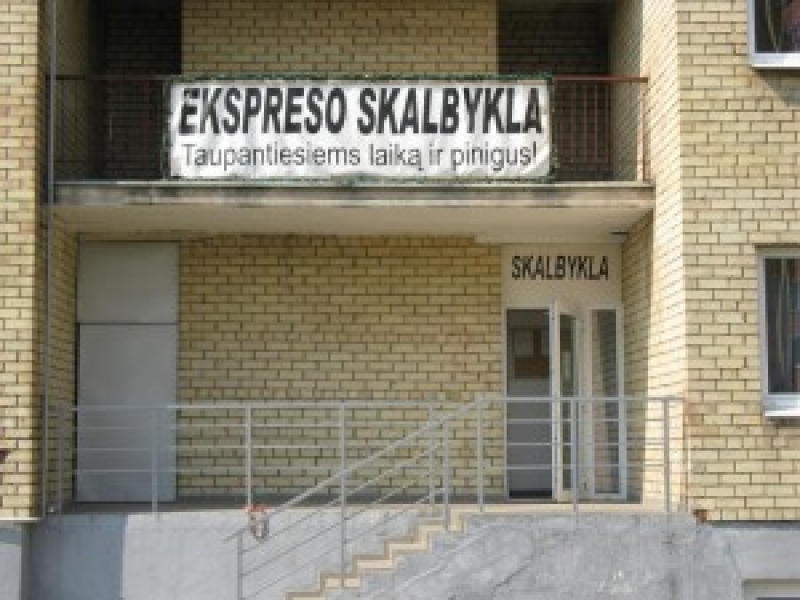 EKSPRESO SKALBYKLA
Taupantiesiems laiką ir pinigus!
SKALBYKLA